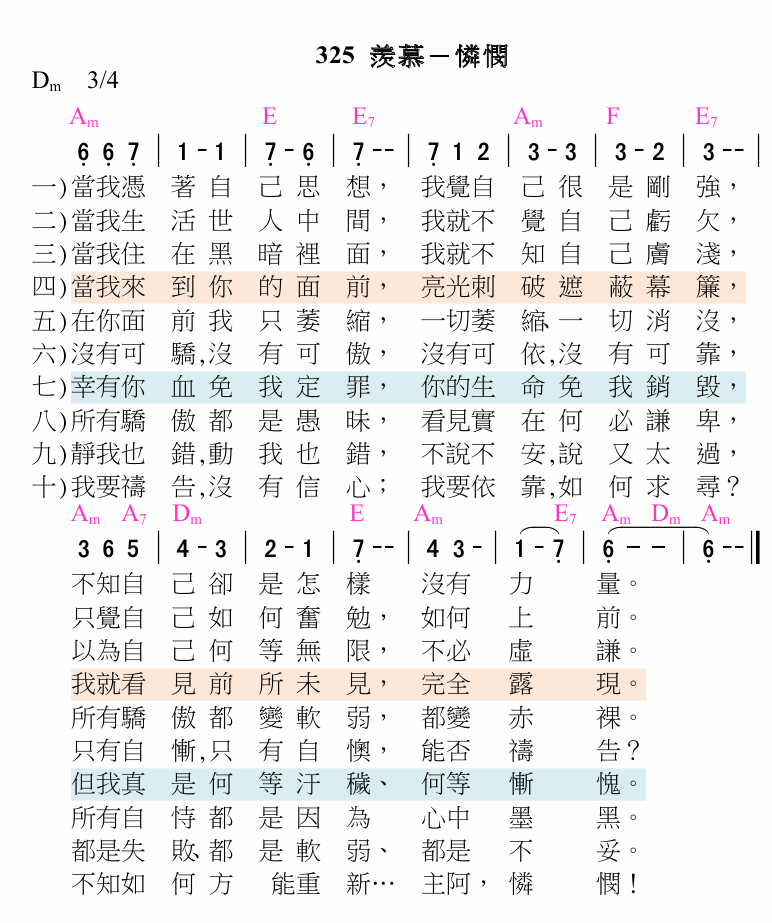 325 羨慕－憐憫
Dm 3/4
Am E E7 Am F E7
6 6 7 | 1 - 1 | 7 - 6 | 7 - - | 7 1 2 | 3 - 3 | 3 - 2 | 3 - - |
一)當我憑 著自 己思 想， 我覺自 己很 是剛 強，
二)當我生 活世 人中 間， 我就不 覺自 己虧 欠，
三)當我住 在黑 暗裡 面， 我就不 知自 己膚 淺，
四)當我來 到你 的面 前， 亮光刺 破遮 蔽幕 簾，
五)在你面 前我 只萎 縮， 一切萎 縮、一 切消 沒，
六)沒有可 驕,沒 有可 傲， 沒有可 依,沒 有可 靠，
七)幸有你 血免 我定 罪， 你的生 命免 我銷 毀，
八)所有驕 傲都 是愚 昧， 看見實 在何 必謙 卑，
九)靜我也 錯,動 我也 錯， 不說不 安,說 又太 過，
十)我要禱 告,沒 有信 心； 我要依 靠,如 何求 尋？
Am A7 Dm E Am E7 Am Dm Am
3 6 5 | 4 - 3 | 2 - 1 | 7 - - | 4 3 - | 1 - 7 | 6 - - | 6 - - ||
不知自 己卻 是怎 樣 沒有 力 量。
只覺自 己如 何奮 勉， 如何 上 前。
以為自 己何 等無 限， 不必 虛 謙。
我就看 見前 所未 見， 完全 露 現。
所有驕 傲都 變軟 弱， 都變 赤 裸。
只有自 慚,只 有自 懊， 能否 禱 告？
但我真 是何 等汙 穢、 何等 慚 愧。
所有自 恃都 是因 為 心中 墨 黑。
都是失 敗、都 是軟 弱、 都是 不 妥。
不知如 何方 能重 新… 主阿， 憐 憫！